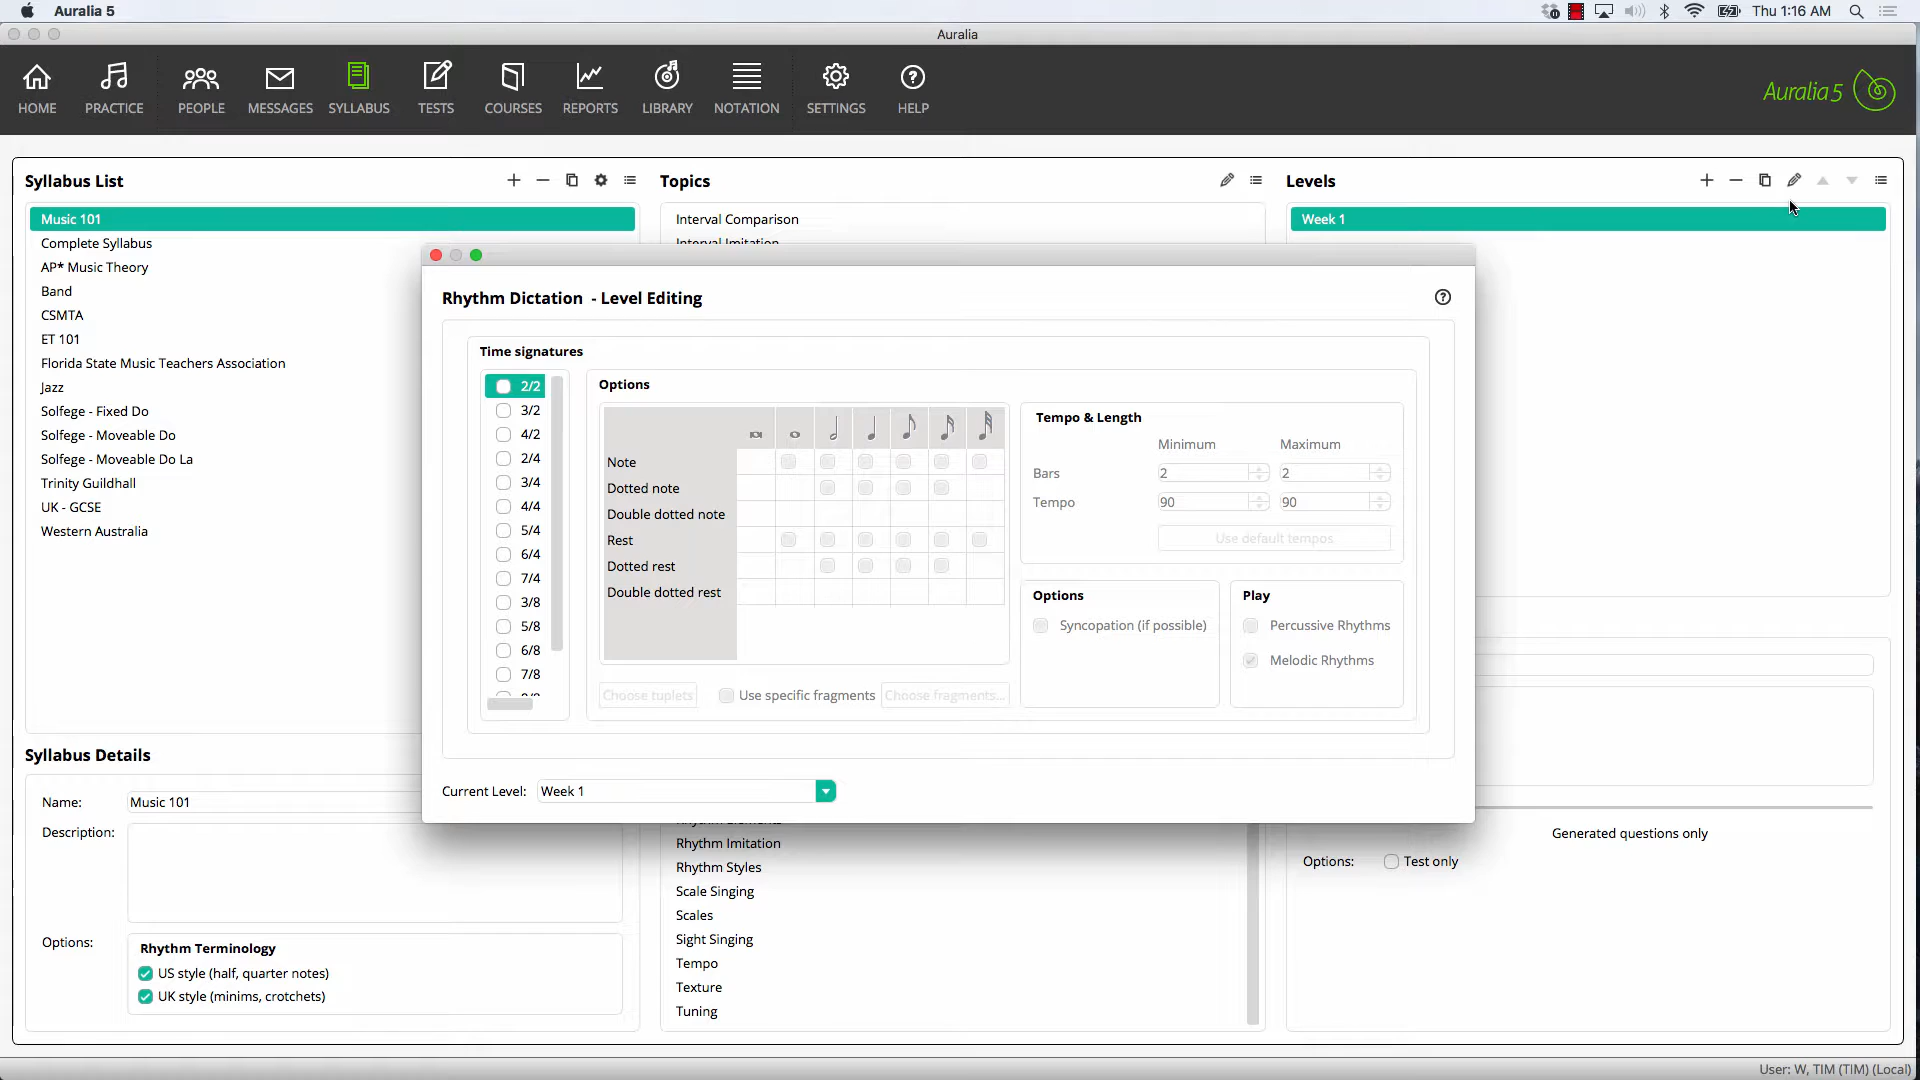 Auralia 5
Thu 1:16 AM
Auralia
HOME
PRACTICE
PEOPLE
MESSAGES
SYLLABUS
TESTS
COURSES
REPORTS
LIBRARY
NOTATION
SETTINGS
HELP
Auralia 5
Syllabus List
Music 101
Complete Syllabus
AP* Music Theory
Band
CSMTA
ET 101
Florida State Music Teachers Association
Jazz
Solfege - Fixed Do
Solfege - Moveable Do
Solfege - Moveable Do La
Trinity Guildhall
UK - GCSE
Western Australia
Topics
Interval Comparison
Interval Imitation
Levels
Week 1
Rhythm Dictation - Level Editing
Time signatures
2/2
3/2
4/2
2/4
3/4
4/4
5/4
6/4
7/4
3/8
5/8
6/8
7/8
9/8
Options
Note
Dotted note
Double dotted note
Rest
Dotted rest
Double dotted rest
Choose tuplets
Use specific fragments
Choose fragments...
Tempo & Length
Minimum Maximum
Bars 2 2
Tempo 90 90
Use default tempos
Options
Syncopation (if possible)
Play
Percussive Rhythms
Melodic Rhythms
Current Level: Week 1
Syllabus Details
Name: Music 101
Description:
Options:
Rhythm Terminology
US style (half, quarter notes)
UK style (minims, crotchets)
Rhythm Elements
Rhythm Imitation
Rhythm Styles
Scale Singing
Scales
Sight Singing
Tempo
Texture
Tuning
Generated questions only
Options: Test only
User: W, TIM (TIM) (Local)